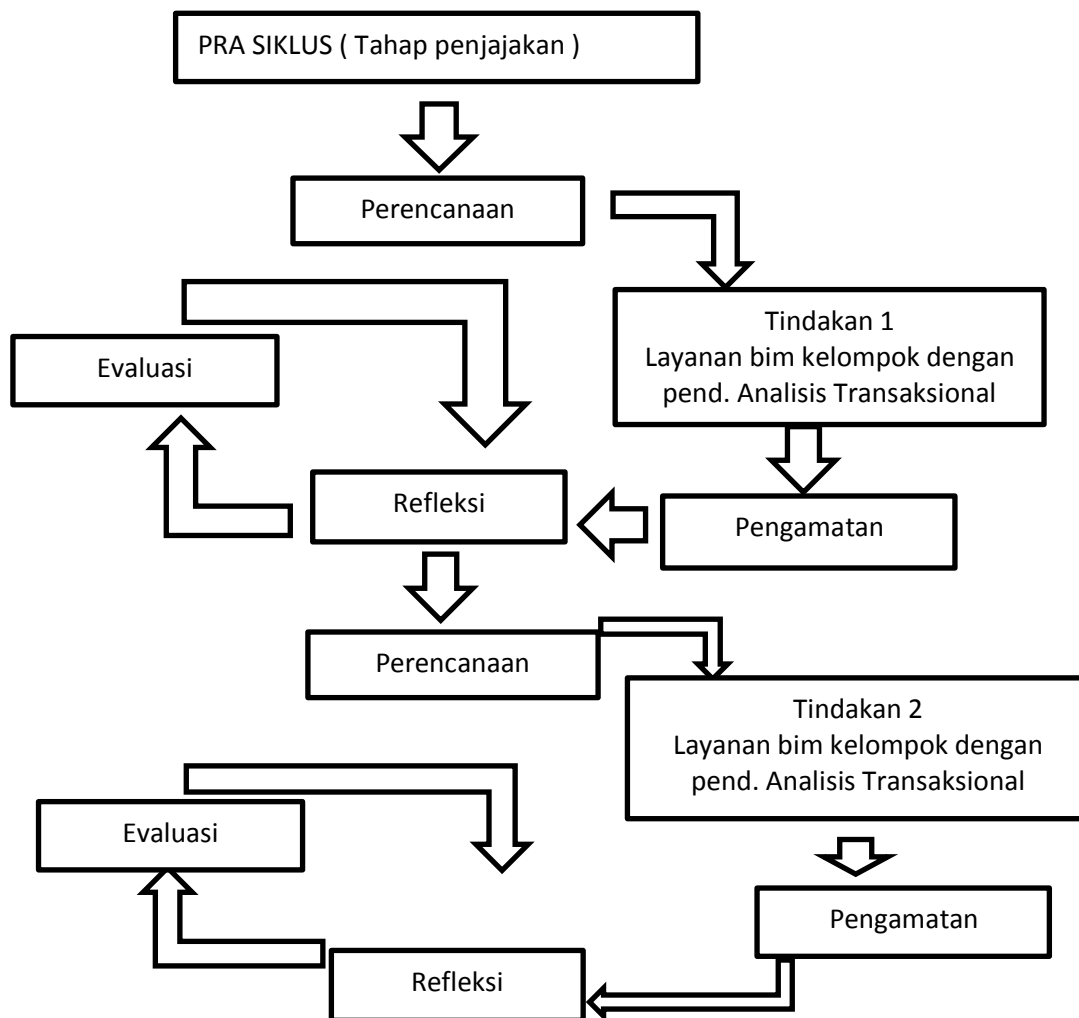 PRA SIKLUS ( Tahap penjajakan )
Perencanaan
Tindakan 1
Layanan bim kelompok dengan
pend. Analisis Transaksional
Evaluasi
Refleksi
Pengamatan
Perencanaan
Tindakan 2
Layanan bim kelompok dengan
pend. Analisis Transaksional
Evaluasi
Pengamatan
Refleksi